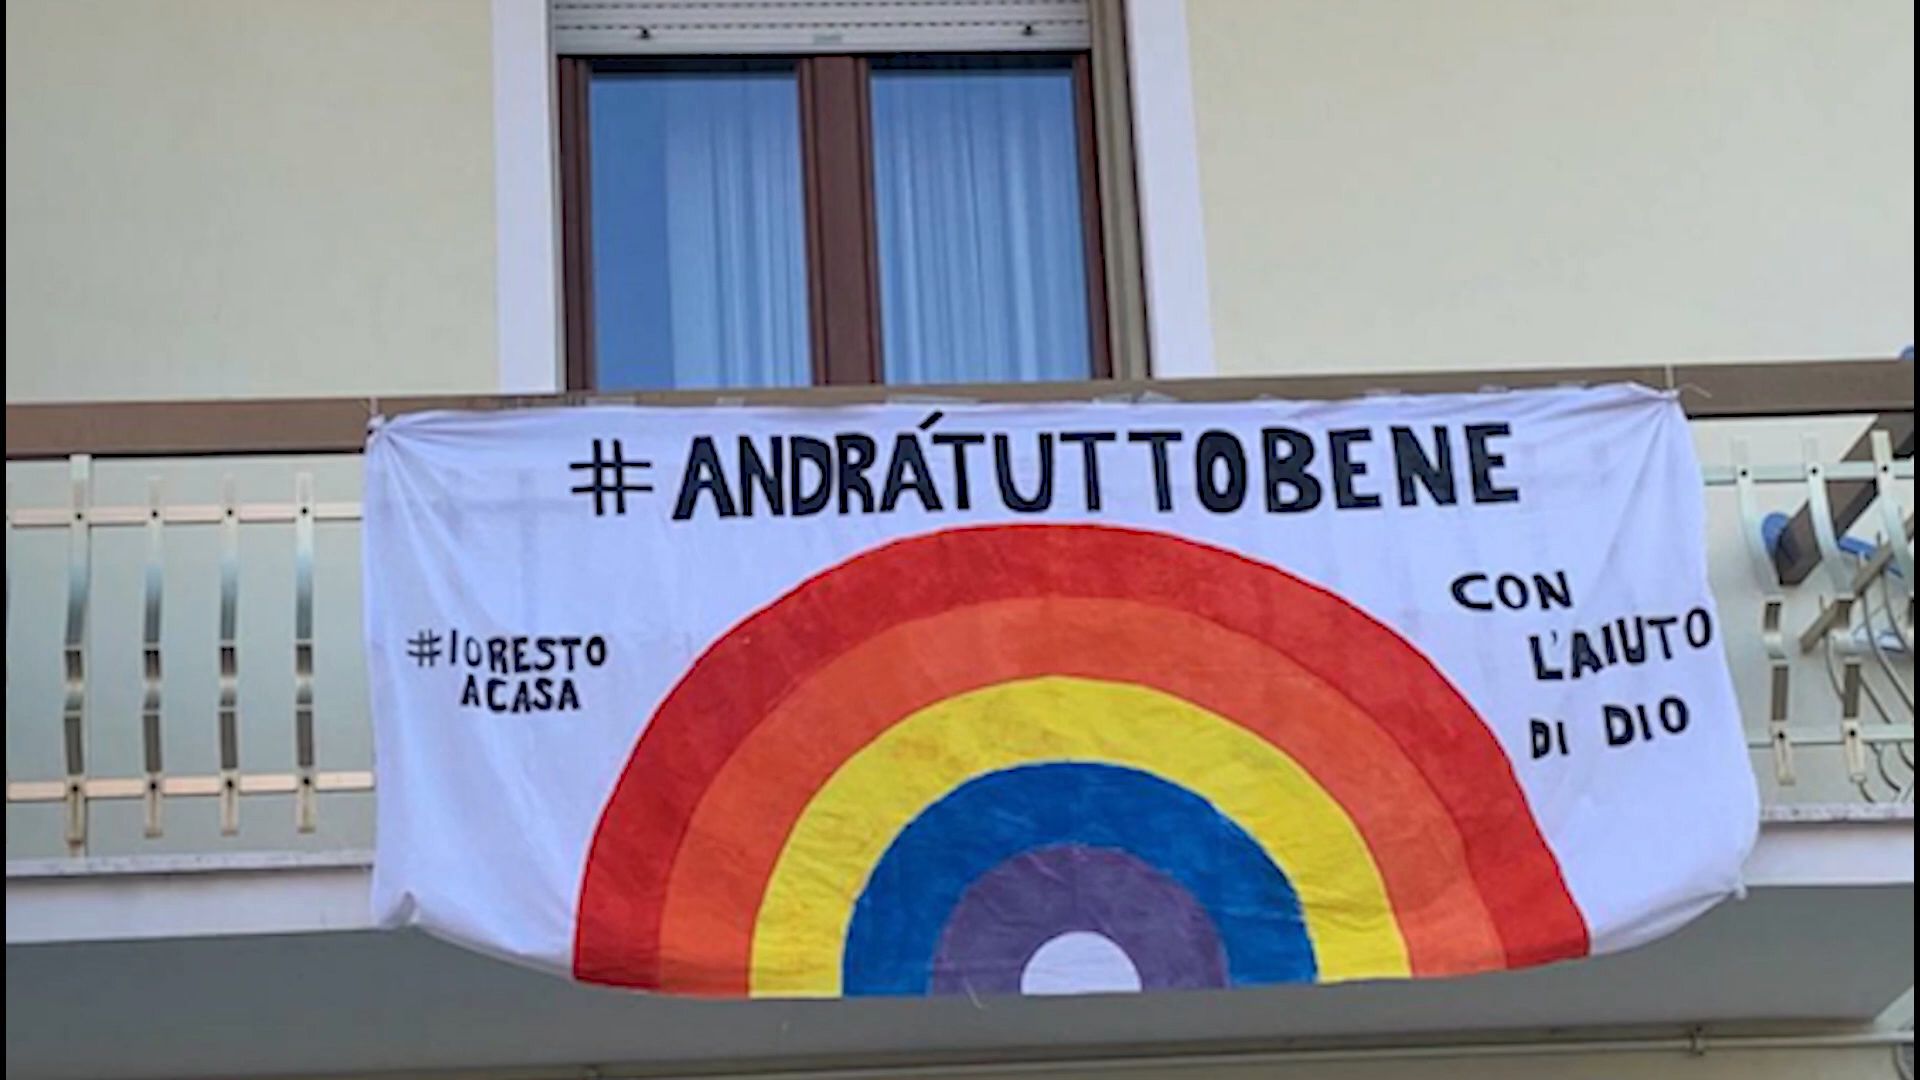 #ANDRÁTUTTOBENE
#IORESTO
ACASA
CON
L'AIUTO
DI DIO